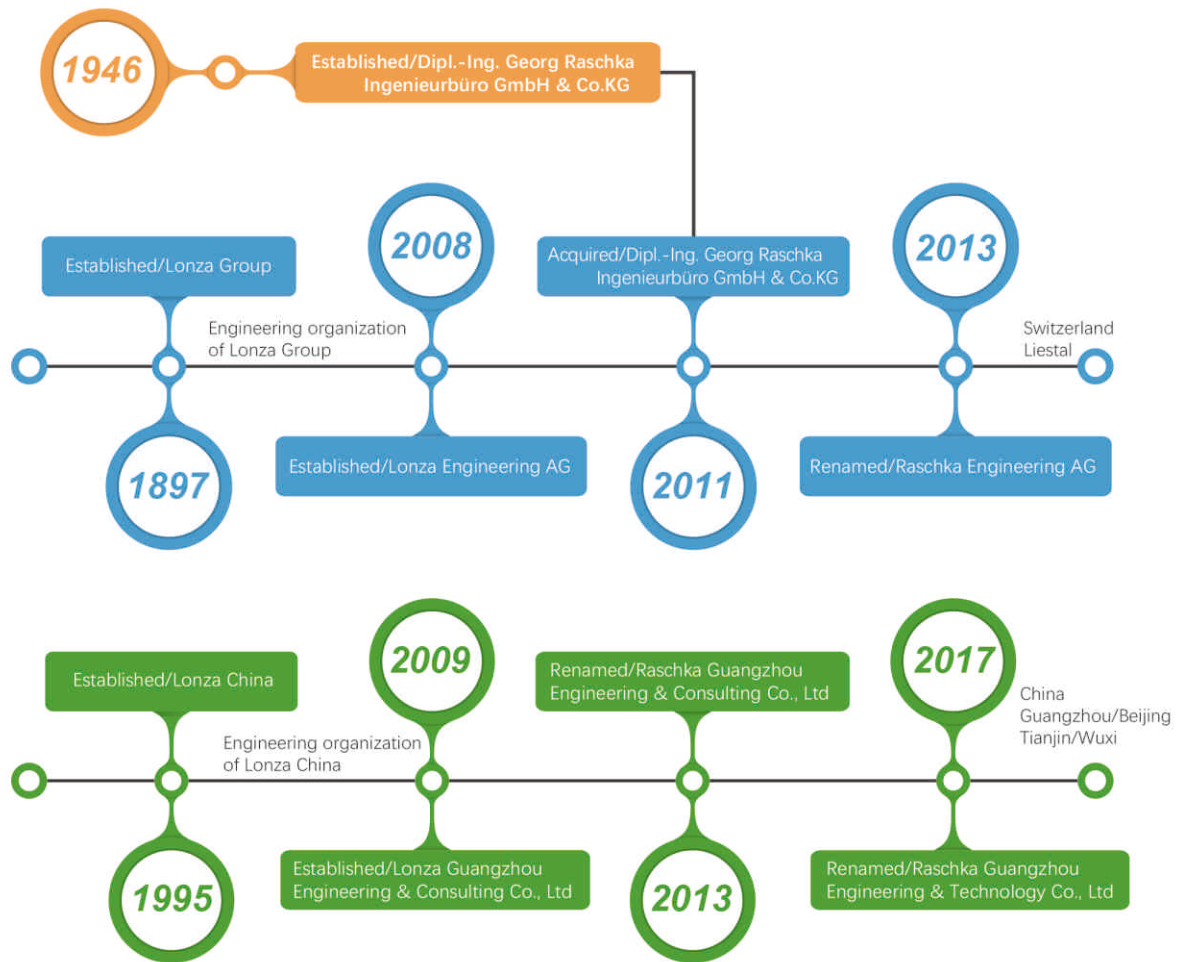 1946
Established/Dipl.-Ing. Georg Raschka
Ingenieurbüro GmbH & Co.KG
Established/Lonza Group
2008
Acquired/Dipl.-Ing. Georg Raschka
Ingenieurbüro GmbH & Co.KG
2013
Engineering organization
of Lonza Group
Switzerland
Liestal
1897
Established/Lonza Engineering AG
2011
Renamed/Raschka Engineering AG
Established/Lonza China
2009
Renamed/Raschka Guangzhou
Engineering & Consulting Co., Ltd
2017
China
Guangzhou/Beijing
Tianjin/Wuxi
Engineering organization
of Lonza China
1995
Established/Lonza Guangzhou
Engineering & Consulting Co., Ltd
2013
Renamed/Raschka Guangzhou
Engineering & Technology Co., Ltd